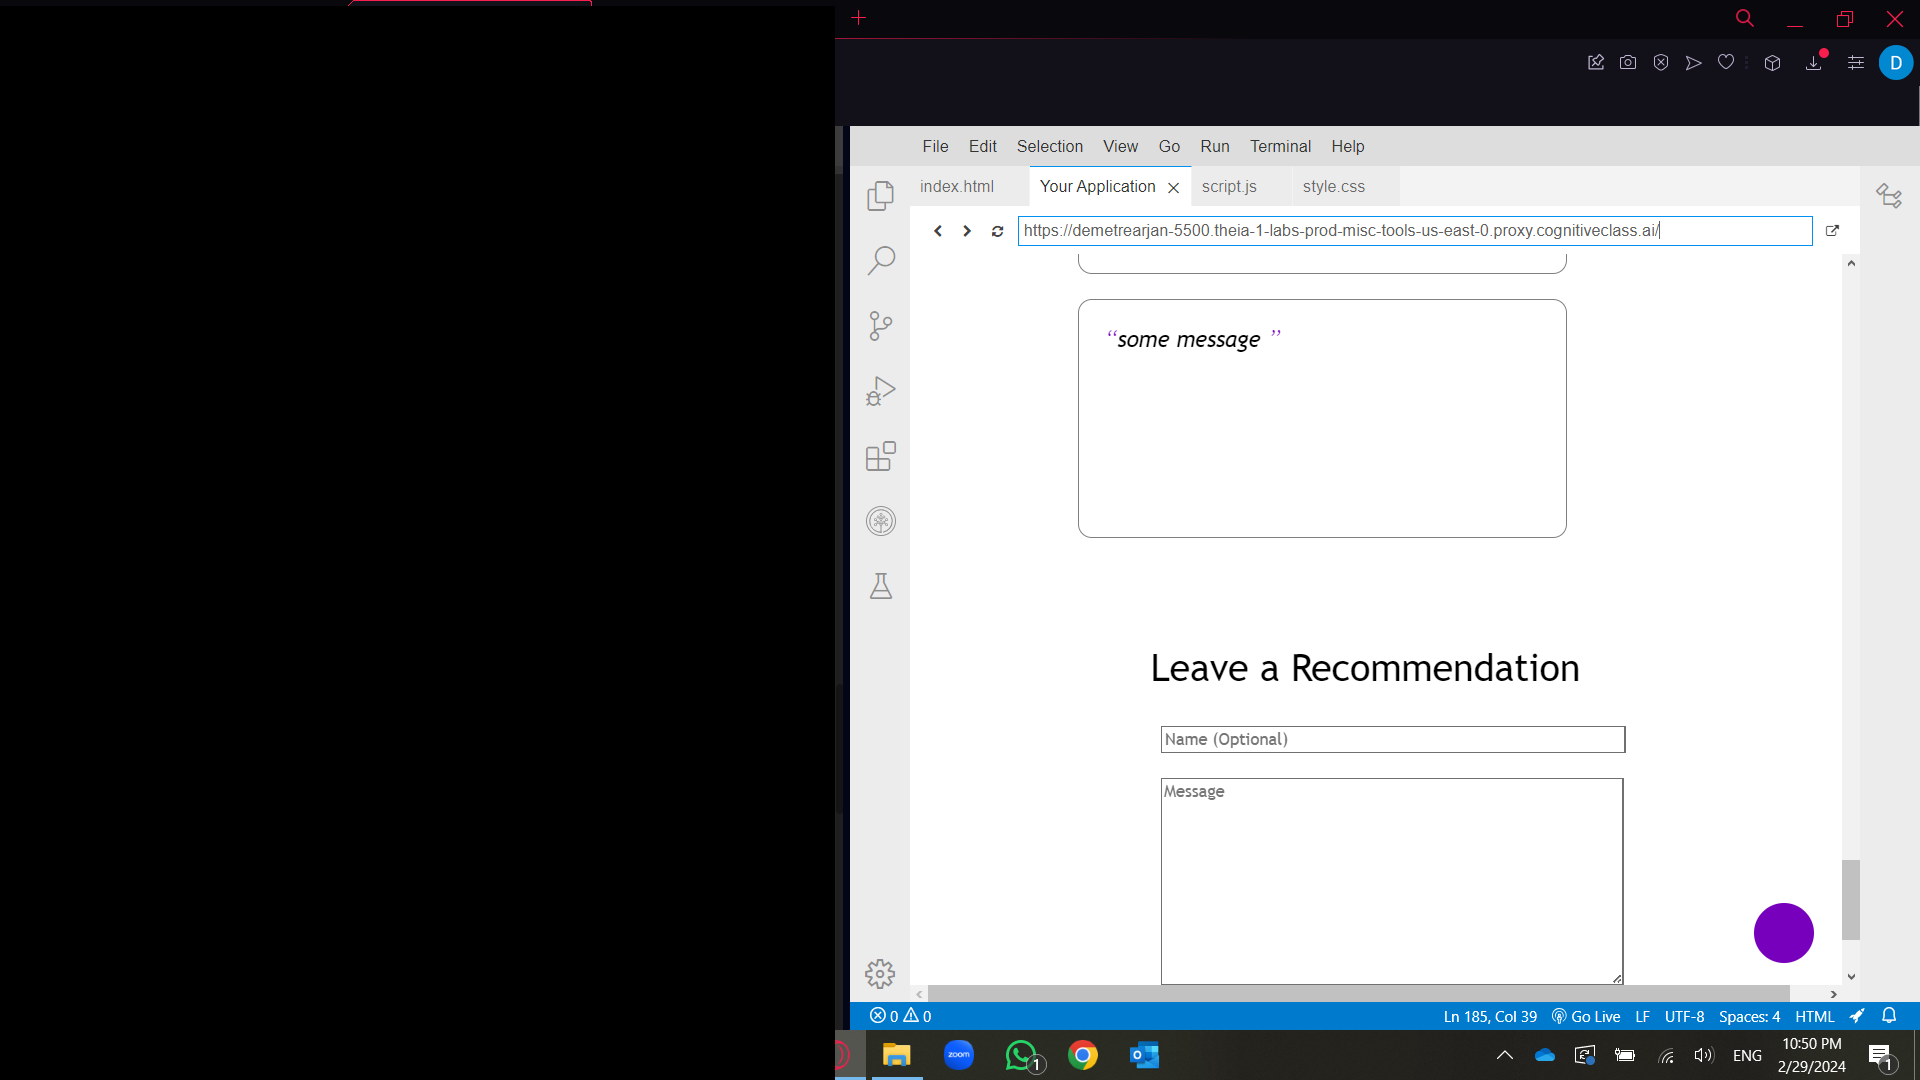 D
File Edit Selection View Go Run Terminal Help
index.html Your Application script.js style.css
https://demetrearjan-5500.theia-1-labs-prod-misc-tools-us-east-0.proxy.cognitiveclass.ai/
“some message ”
Leave a Recommendation
Name (Optional)
Message
0 0 Ln 185, Col 39 Go Live LF UTF-8 Spaces: 4 HTML
zoom 1 ENG 10:50 PM
2/29/2024 1